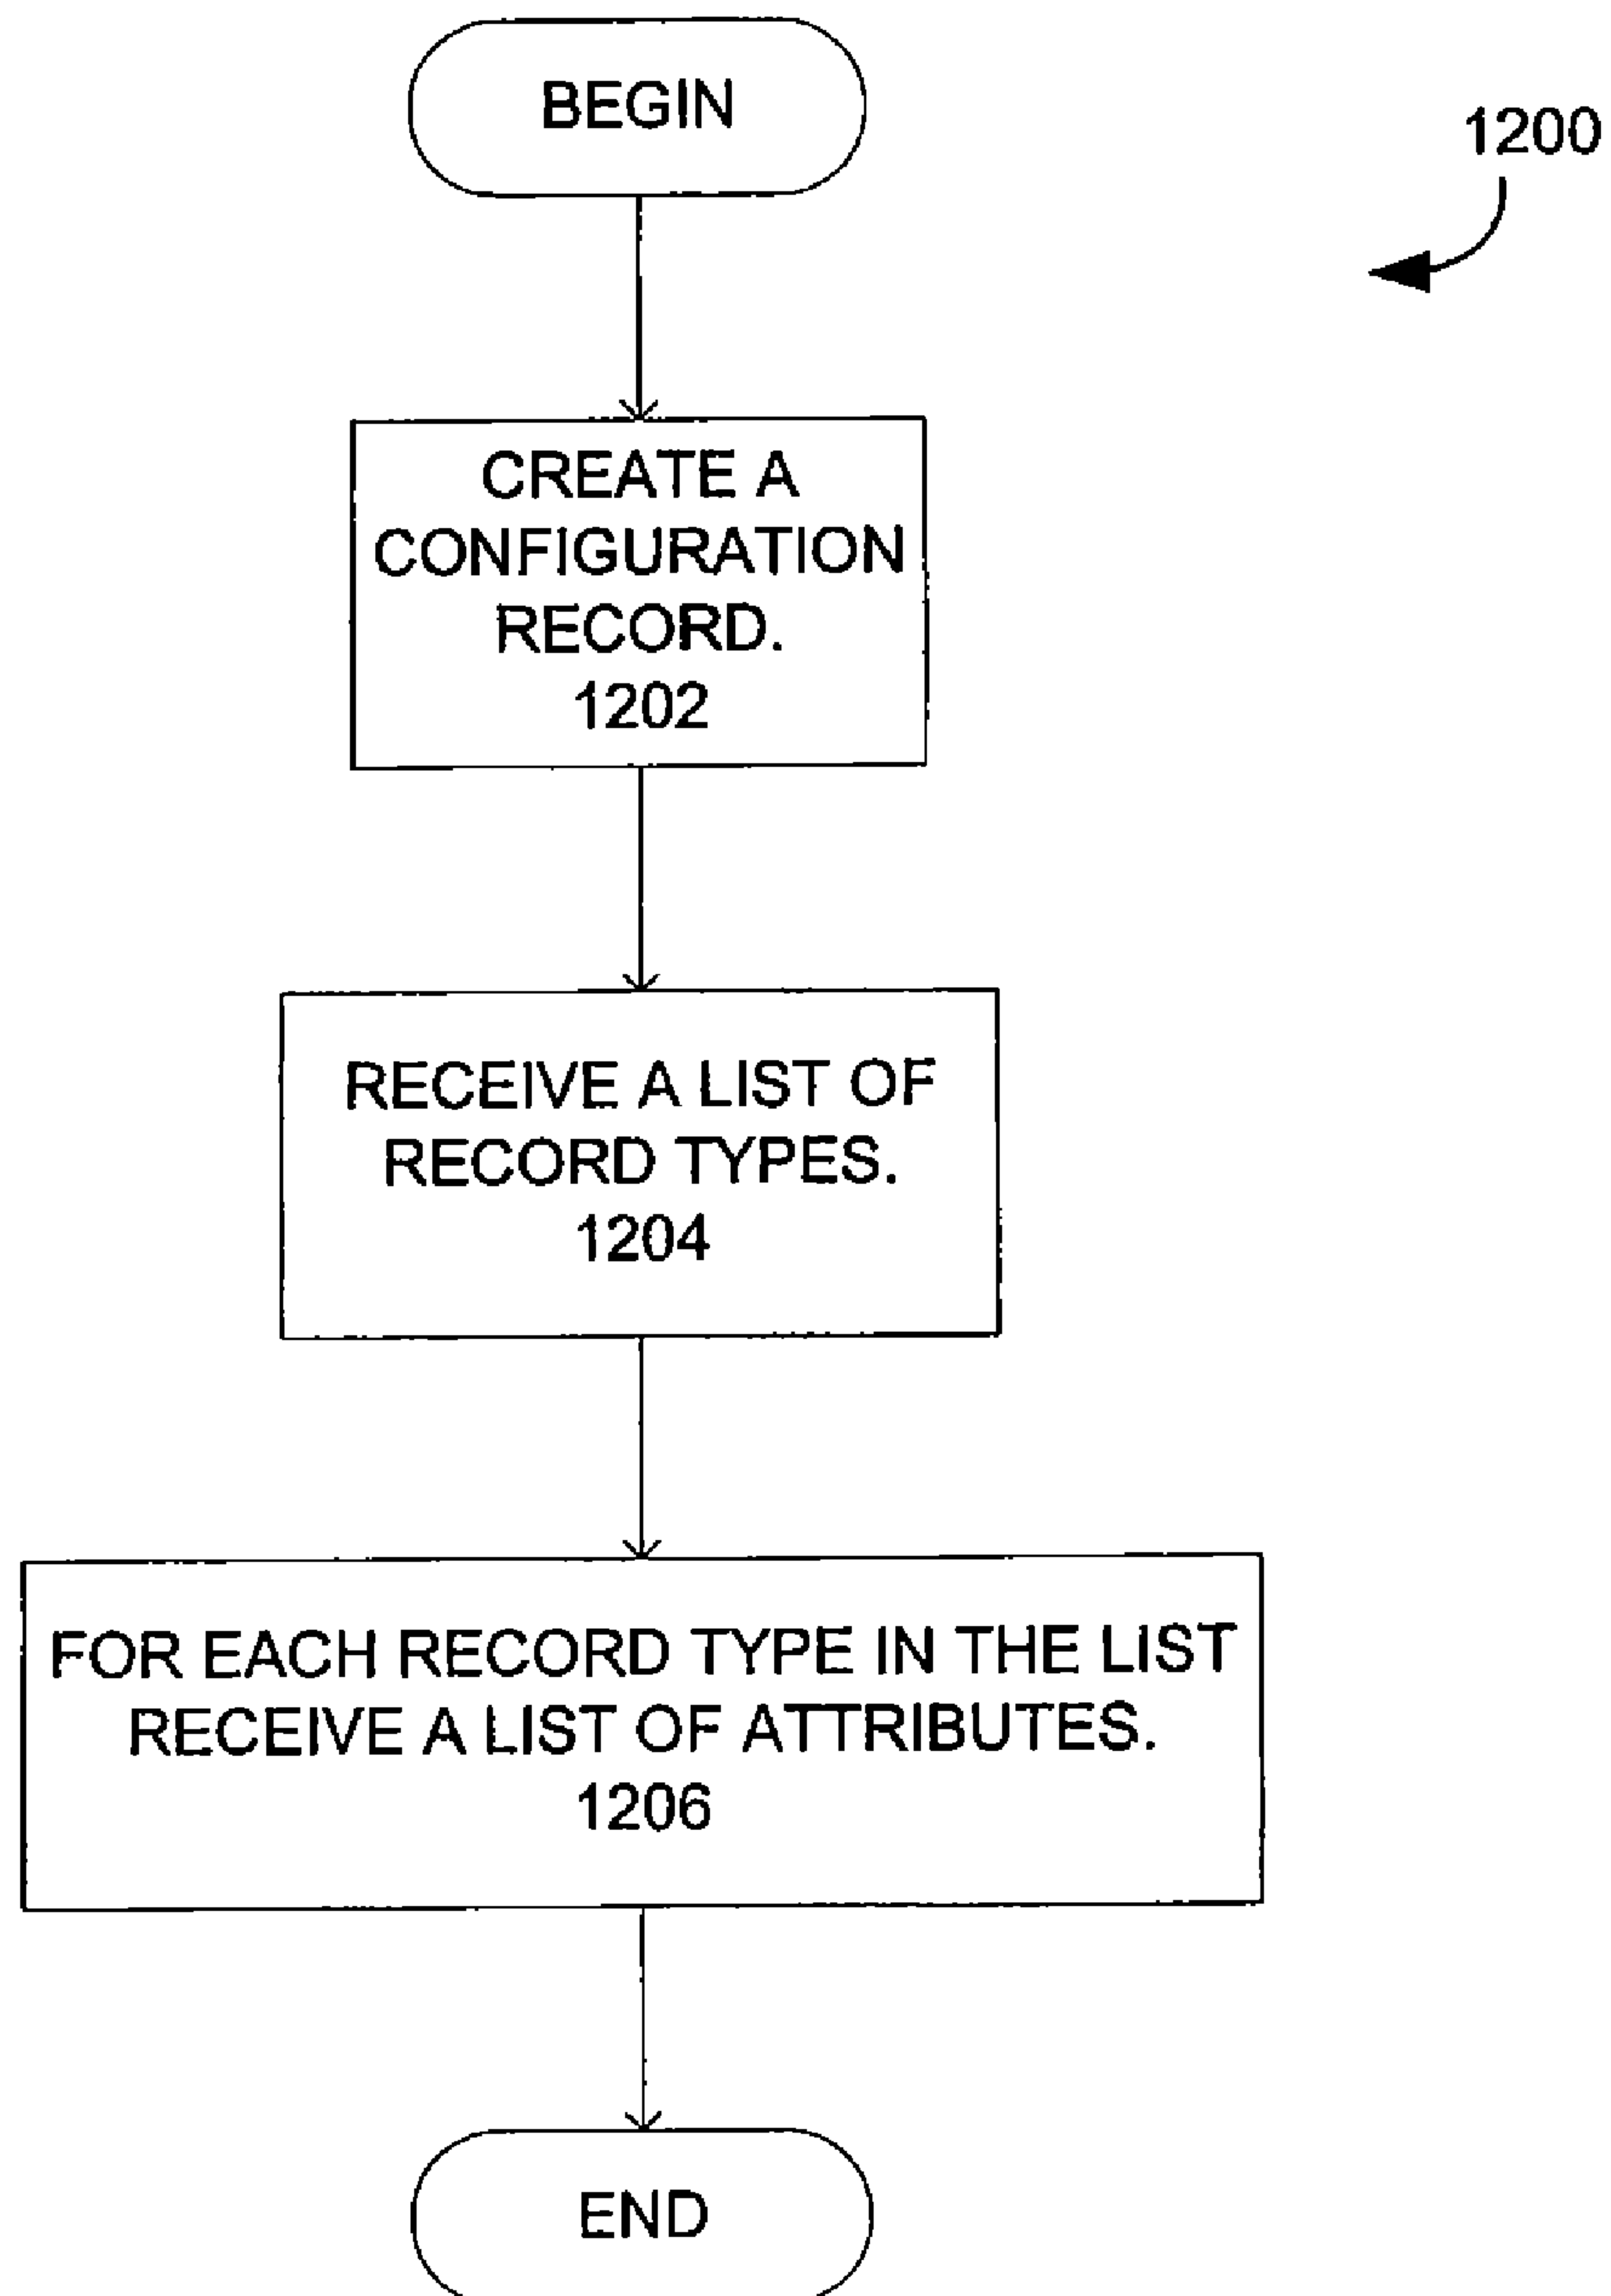 BEGIN
1200
CREATE A
CONFIGURATION
RECORD.
1202
RECEIVE A LIST OF
RECORD TYPES.
1204
FOR EACH RECORD TYPE IN THE LIST
RECEIVE A LIST OF ATTRIBUTES.
1206
END